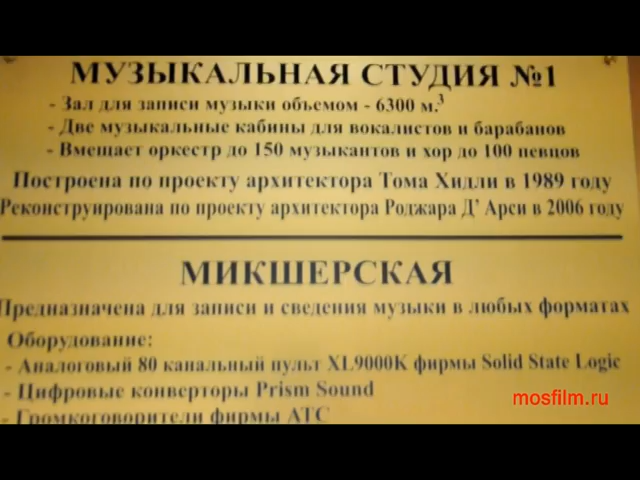 МУЗЫКАЛЬНАЯ СТУДИЯ №1
- Зал для записи музыки объемом - 6300 м.³
- Две музыкальные кабины для вокалистов и барабанов
- Вмещает оркестр до 150 музыкантов и хор до 100 певцов
Построена по проекту архитектора Тома Хидли в 1989 году
Реконструирована по проекту архитектора Роджара Д' Арси в 2006 году
МИКШЕРСКАЯ
Предназначена для записи и сведения музыки в любых форматах
Оборудование:
- Аналоговый 80 канальный пульт XL9000K фирмы Solid State Logic
- Цифровые конверторы Prism Sound
- Громкоговорители фирмы ATC
mosfilm.ru